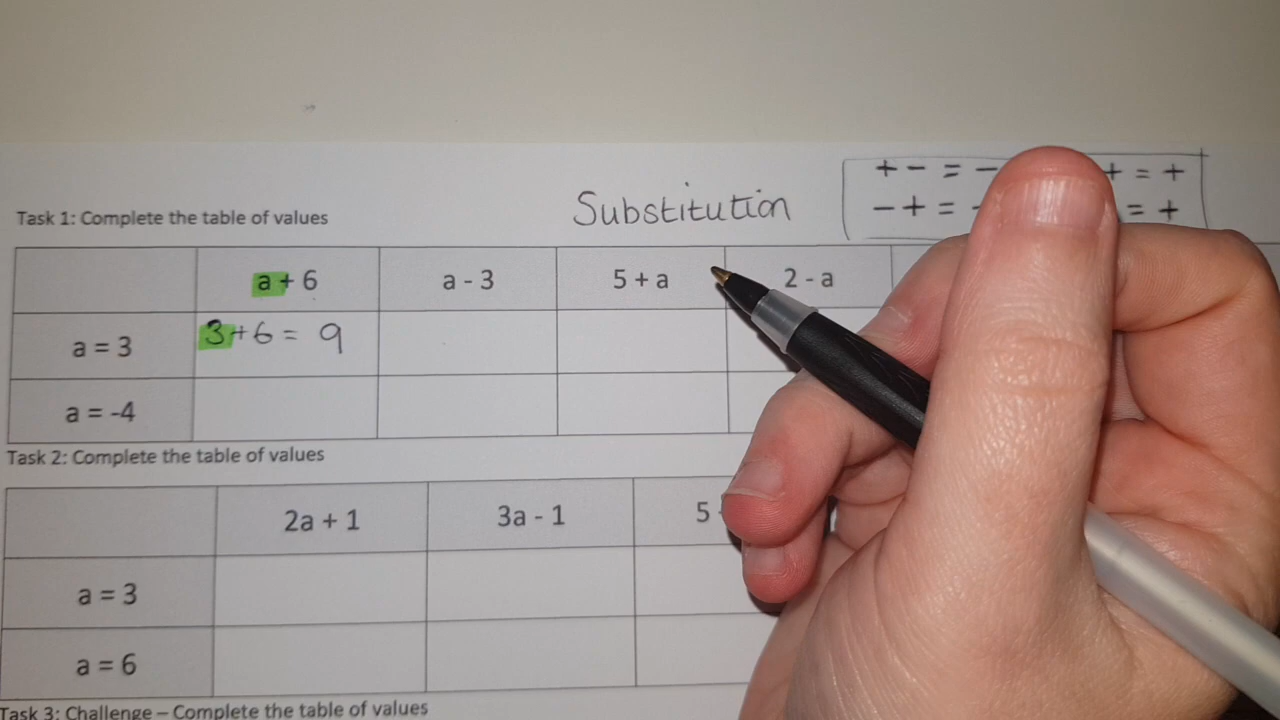 Substitution
+ - = - + = +
- + = - = +
Task 1: Complete the table of values
a + 6 a - 3 5 + a 2 - a
a = 3 3 + 6 = 9
a = -4
Task 2: Complete the table of values
2a + 1 3a - 1 5
a = 3
a = 6
Task 3: Challenge – Complete the table of values